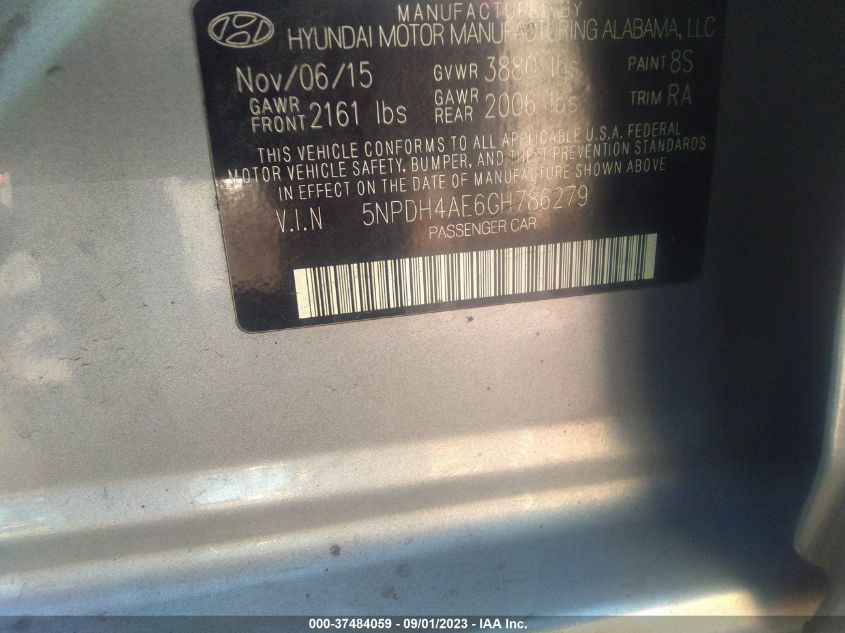 MANUFACTURED BY
HYUNDAI MOTOR MANUFACTURING ALABAMA, LLC
Nov/06/15 GVWR 3880 lbs PAINT 8S
GAWR FRONT 2161 lbs GAWR REAR 2006 lbs TRIM RA
THIS VEHICLE CONFORMS TO ALL APPLICABLE U.S.A. FEDERAL
MOTOR VEHICLE SAFETY, BUMPER, AND THEFT PREVENTION STANDARDS
IN EFFECT ON THE DATE OF MANUFACTURE SHOWN ABOVE
V.I.N 5NPDH4AE6GH786279
PASSENGER CAR
000-37484059 - 09/01/2023 - IAA Inc.